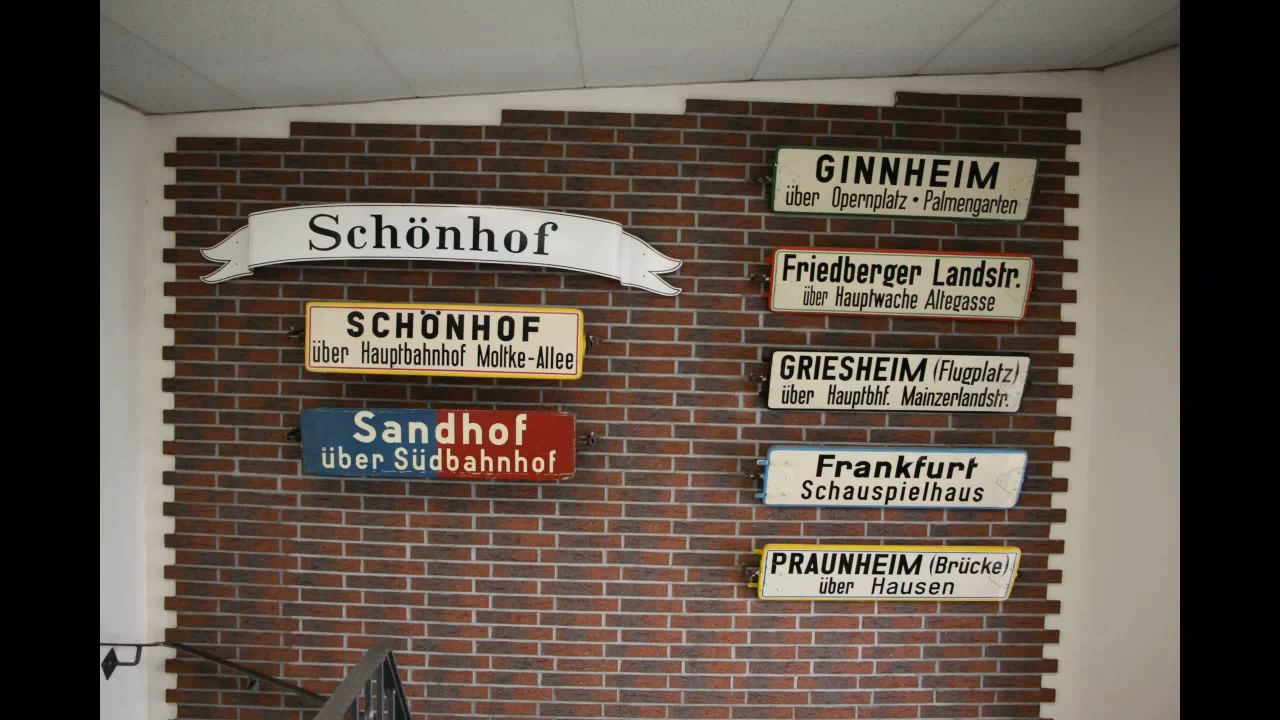 Schönhof
SCHÖNHOF
über Hauptbahnhof Moltke-Allee
Sandhof
über Südbahnhof
GINNHEIM
über Opernplatz • Palmengarten
Friedberger Landstr.
über Hauptwache Altegasse
GRIESHEIM (Flugplatz)
über Hauptbhf. Mainzerlandstr.
Frankfurt
Schauspielhaus
PRAUNHEIM (Brücke)
über Hausen